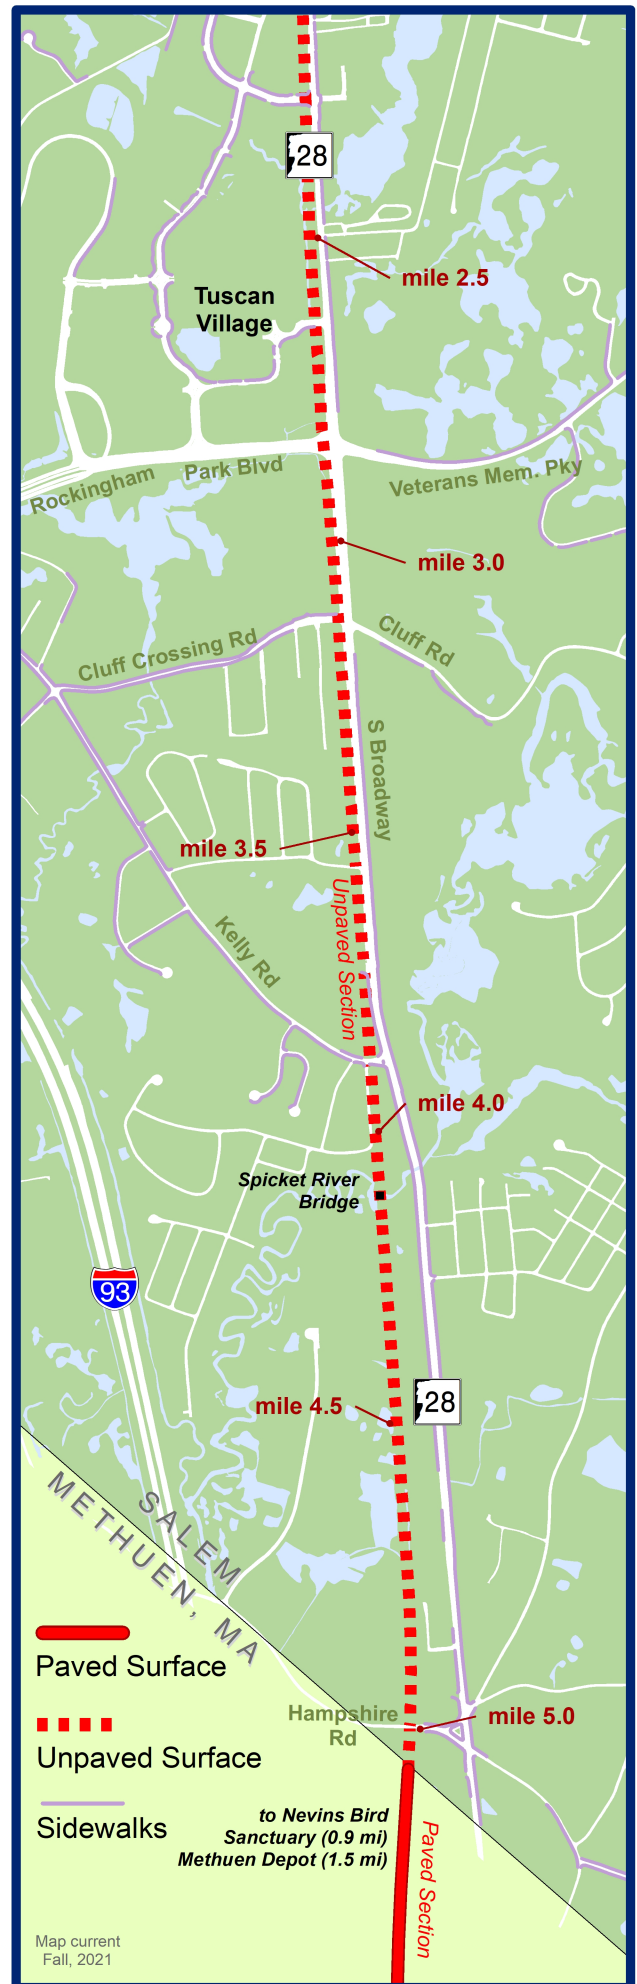 28
mile 2.5
Tuscan
Village
Rockingham Park Blvd
Veterans Mem. Pky
mile 3.0
Cluff Crossing Rd
Cluff Rd
S Broadway
mile 3.5
Unpaved Section
Kelly Rd
mile 4.0
Spicket River
Bridge
93
28
mile 4.5
SALEM
METHUEN, MA
Paved Surface
Hampshire
Rd
mile 5.0
Unpaved Surface
Sidewalks
to Nevins Bird
Sanctuary (0.9 mi)
Methuen Depot (1.5 mi)
Paved Section
Map current
Fall, 2021